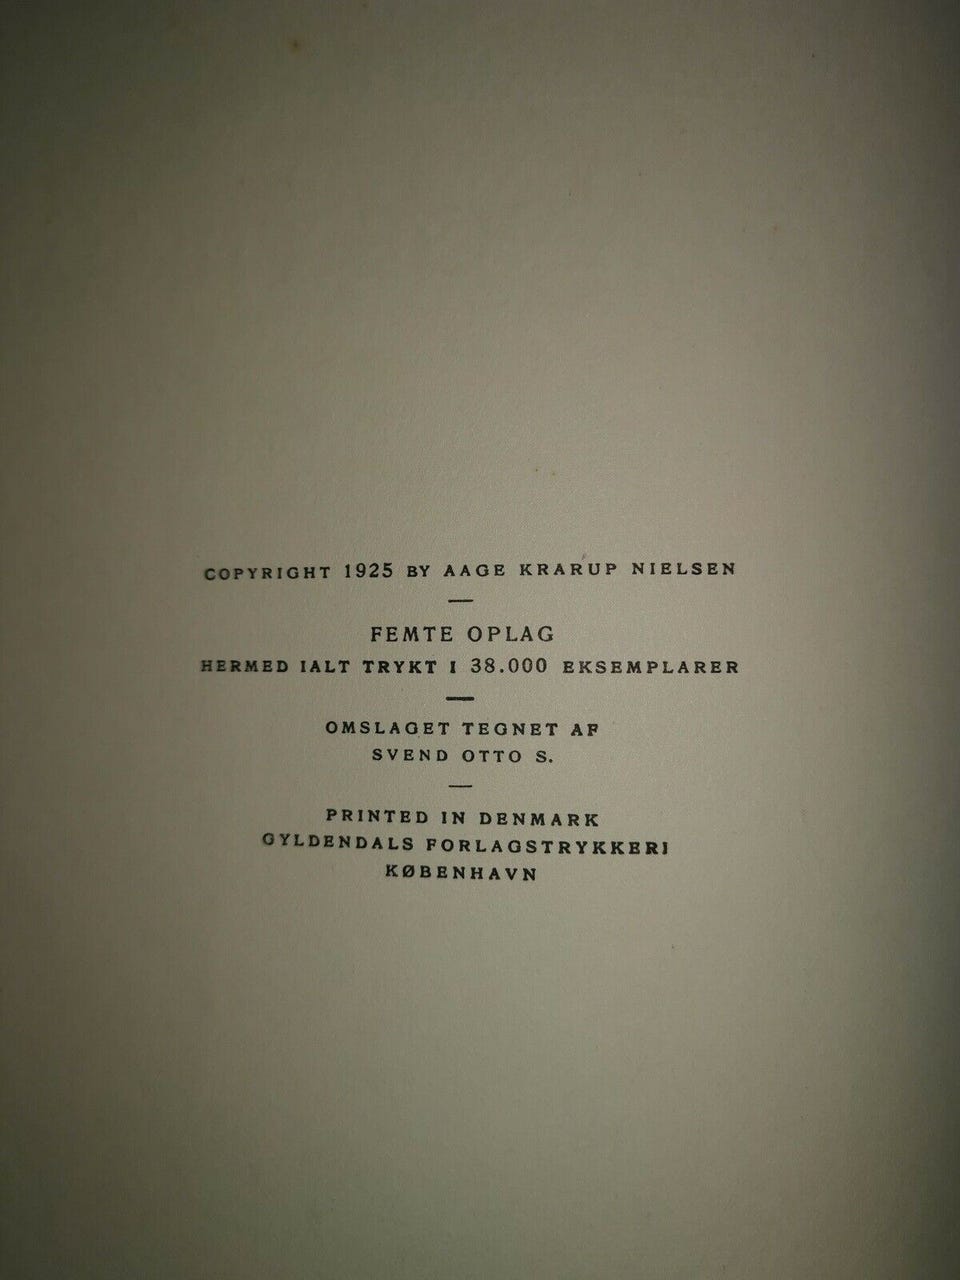 COPYRIGHT 1925 BY AAGE KRARUP NIELSEN
FEMTE OPLAG
HERMED IALT TRYKT I 38.000 EKSEMPLARER
OMSLAGET TEGNET AF
SVEND OTTO S.
PRINTED IN DENMARK
GYLDENDALS FORLAGSTRYKKERI
KØBENHAVN